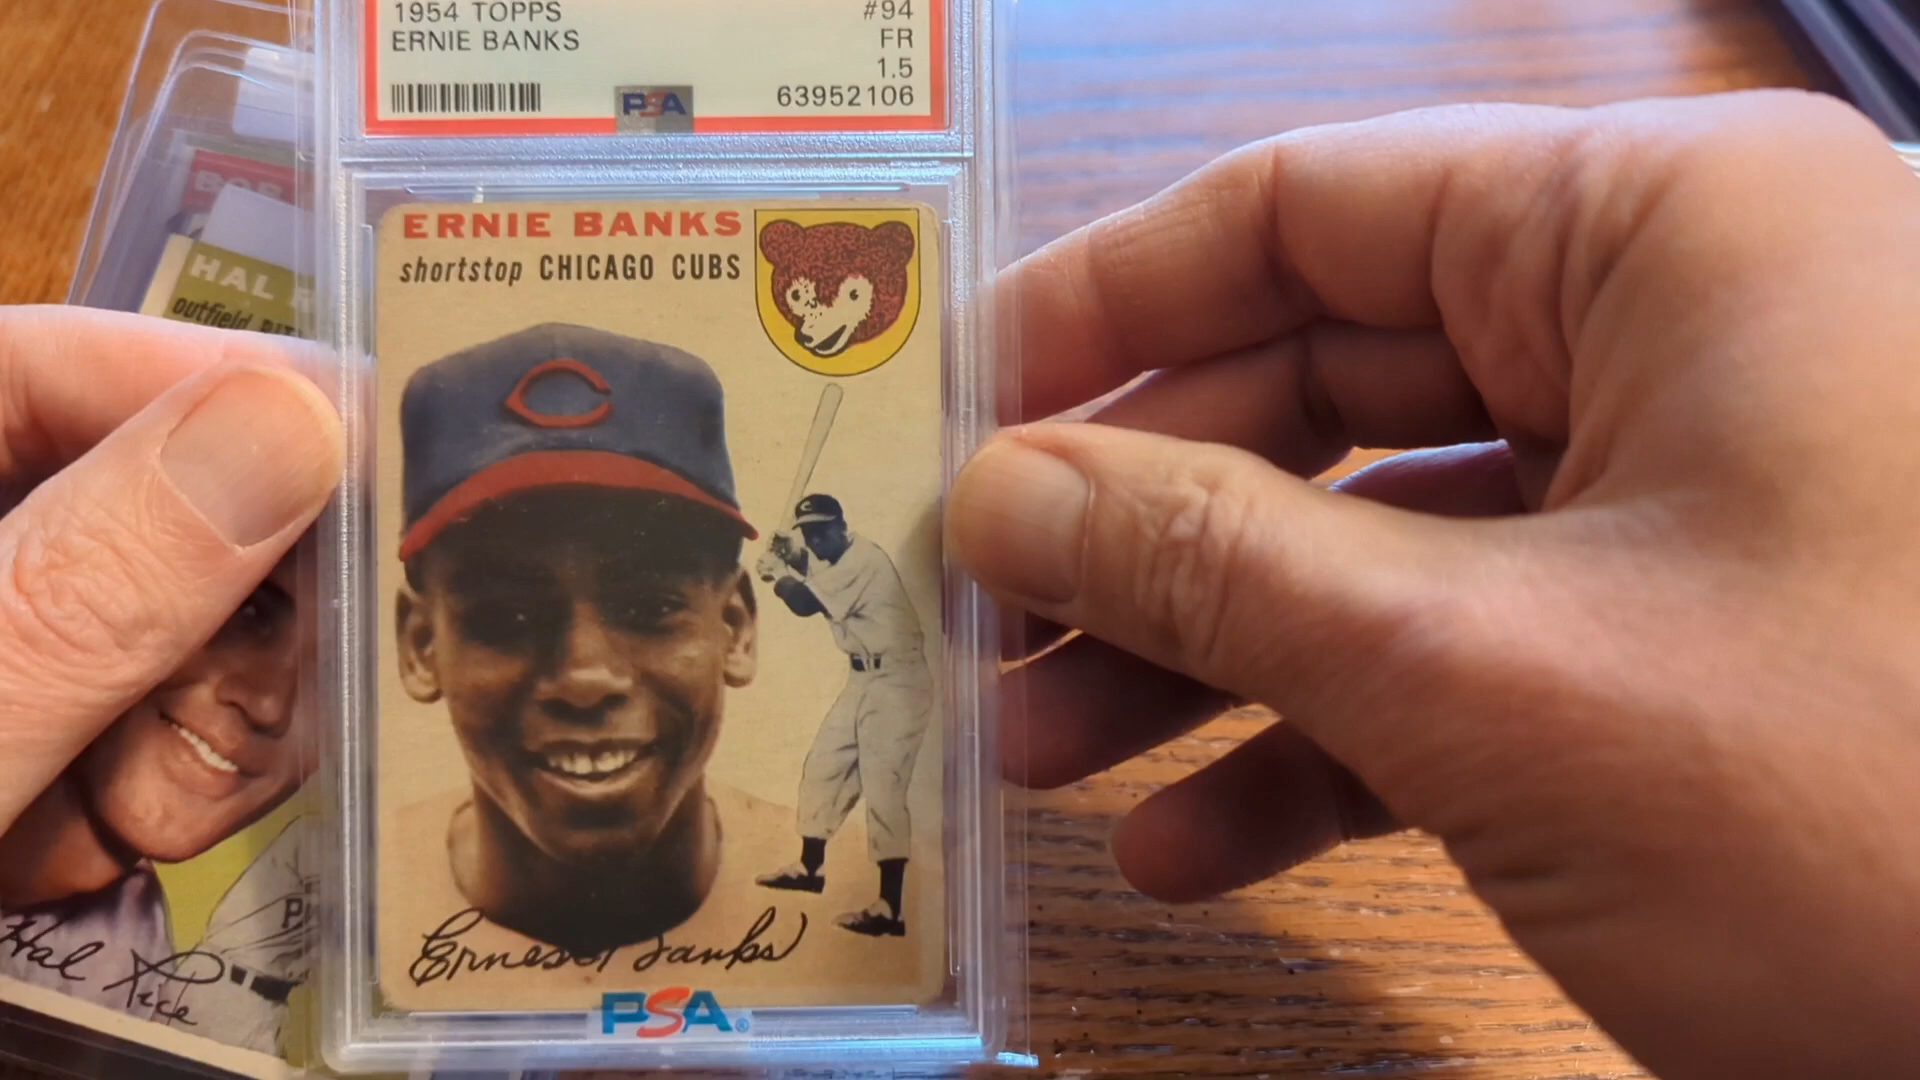 1954 TOPPS #94
ERNIE BANKS FR
1.5
PSA 63952106
ERNIE BANKS
shortstop CHICAGO CUBS
C
C
Ernest Banks
PSA®
HAL
outfield
P
Hal Rice